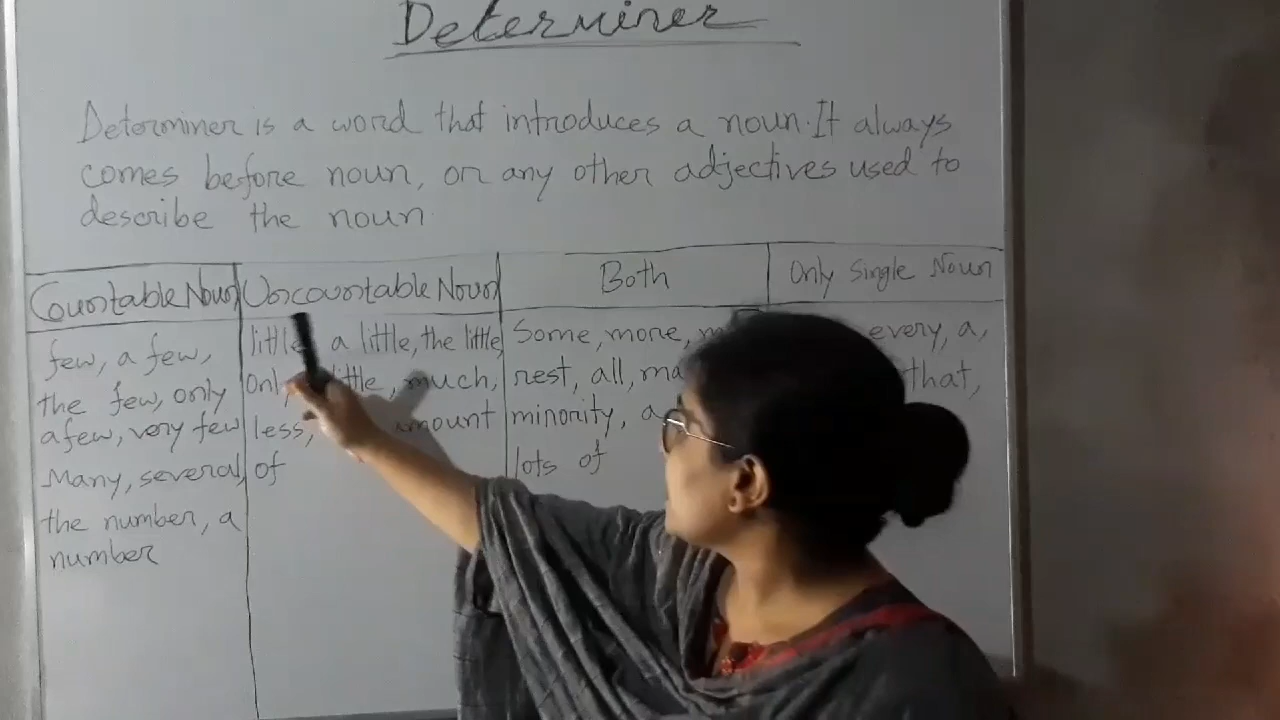 Determiner
Determiner is a word that introduces a noun. It always
comes before noun, or any other adjectives used to
describe the noun.
Countable Noun
few, a few,
the few, only
a few, very few
Many, several,
the number, a
number
Uncountable Noun
little, a little, the little,
little, much,
less, amount
of
Both
Some, more,
rest, all,
minority,
lots of
Only Single Noun
every, a,
that,